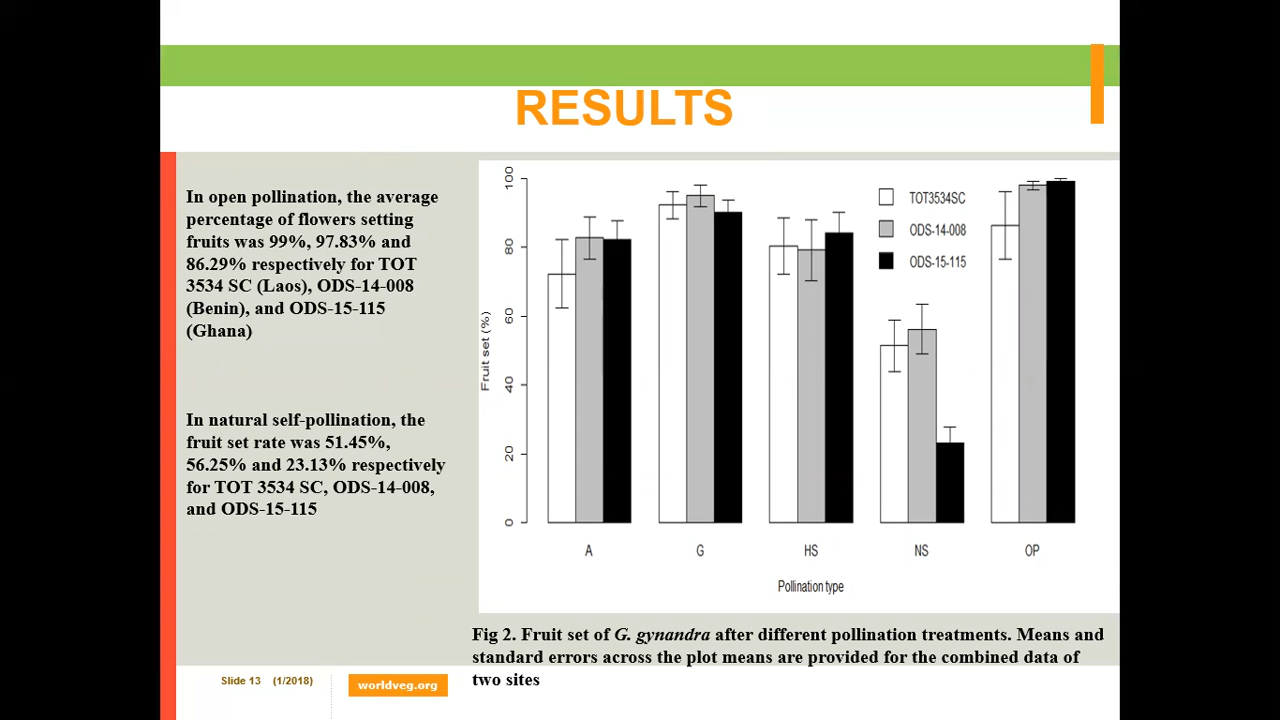 RESULTS
In open pollination, the average
percentage of flowers setting
fruits was 99%, 97.83% and
86.29% respectively for TOT
3534 SC (Laos), ODS-14-008
(Benin), and ODS-15-115
(Ghana)
In natural self-pollination, the
fruit set rate was 51.45%,
56.25% and 23.13% respectively
for TOT 3534 SC, ODS-14-008,
and ODS-15-115
Fruit set (%)
100
80
60
40
20
0
TOT3534SC
ODS-14-008
ODS-15-115
A G HS NS OP
Pollination type
Fig 2. Fruit set of G. gynandra after different pollination treatments. Means and
standard errors across the plot means are provided for the combined data of
two sites
Slide 13 (1/2018)
worldveg.org